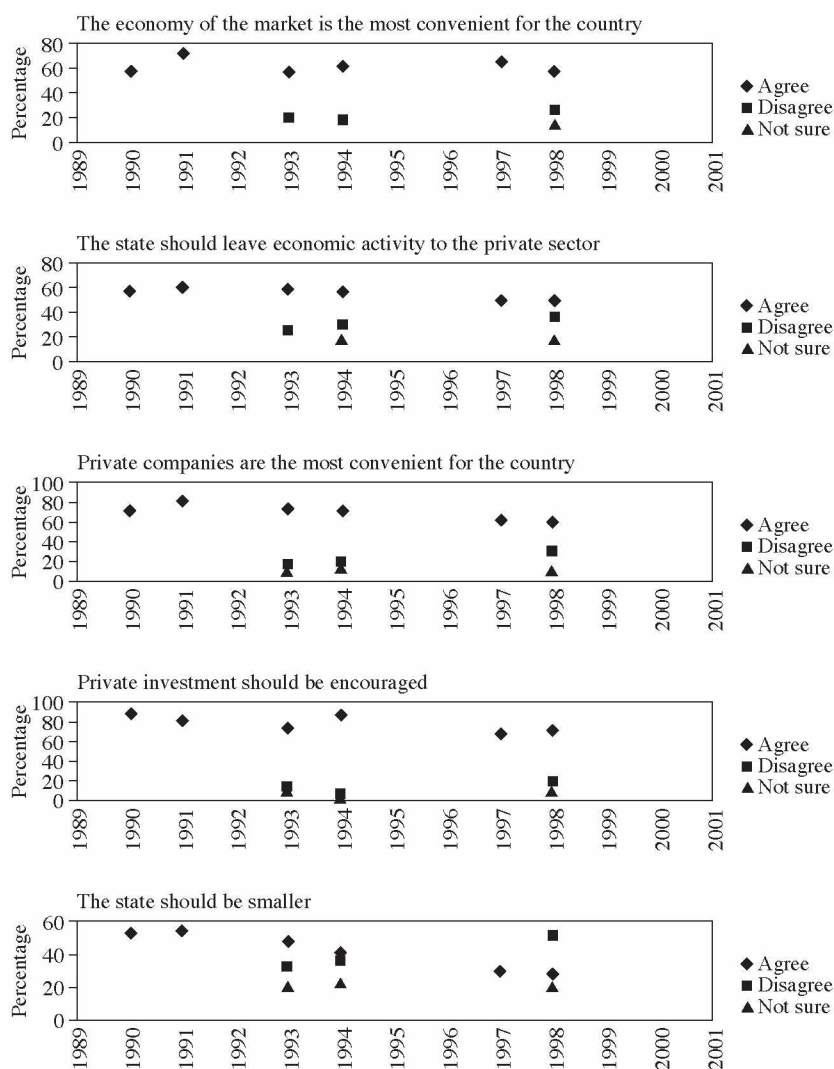 The economy of the market is the most convenient for the country
Percentage
80
60
40
20
0
1989 1990 1991 1992 1993 1994 1995 1996 1997 1998 1999 2000 2001
Agree
Disagree
Not sure
The state should leave economic activity to the private sector
Percentage
80
60
40
20
0
1989 1990 1991 1992 1993 1994 1995 1996 1997 1998 1999 2000 2001
Agree
Disagree
Not sure
Private companies are the most convenient for the country
Percentage
100
80
60
40
20
0
1989 1990 1991 1992 1993 1994 1995 1996 1997 1998 1999 2000 2001
Agree
Disagree
Not sure
Private investment should be encouraged
Percentage
100
80
60
40
20
0
1989 1990 1991 1992 1993 1994 1995 1996 1997 1998 1999 2000 2001
Agree
Disagree
Not sure
The state should be smaller
Percentage
60
40
20
0
1989 1990 1991 1992 1993 1994 1995 1996 1997 1998 1999 2000 2001
Agree
Disagree
Not sure